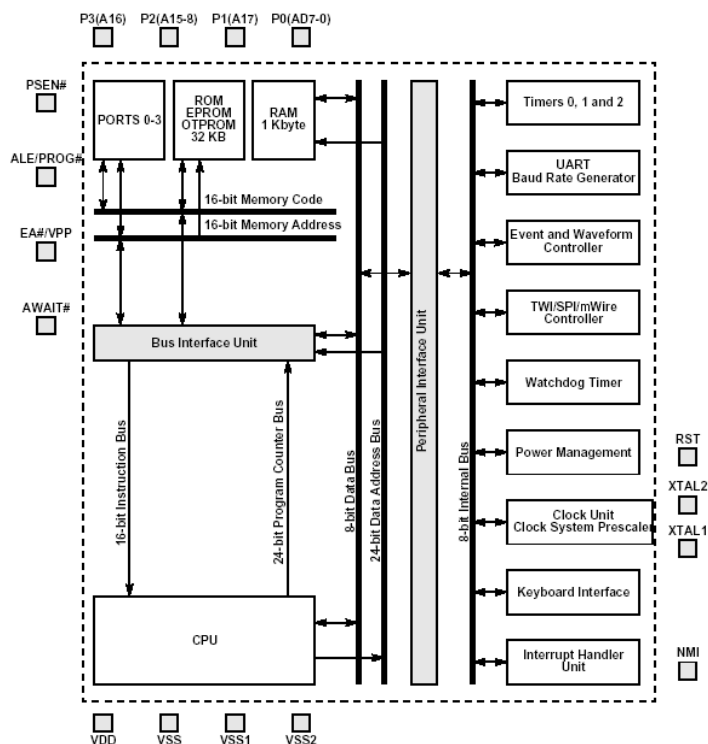 P3(A16)
P2(A15-8)
P1(A17)
P0(AD7-0)
PSEN#
ALE/PROG#
EA#/VPP
AWAIT#
PORTS 0-3
ROM
EPROM
OTPROM
32 KB
RAM
1 Kbyte
16-bit Memory Code
16-bit Memory Address
Bus Interface Unit
16-bit Instruction Bus
24-bit Program Counter Bus
8-bit Data Bus
24-bit Data Address Bus
Peripheral Interface Unit
8-bit Internal Bus
CPU
Timers 0, 1 and 2
UART
Baud Rate Generator
Event and Waveform
Controller
TWI/SPI/mWire
Controller
Watchdog Timer
Power Management
Clock Unit
Clock System Prescaler
Keyboard Interface
Interrupt Handler
Unit
RST
XTAL2
XTAL1
NMI
VDD
VSS
VSS1
VSS2